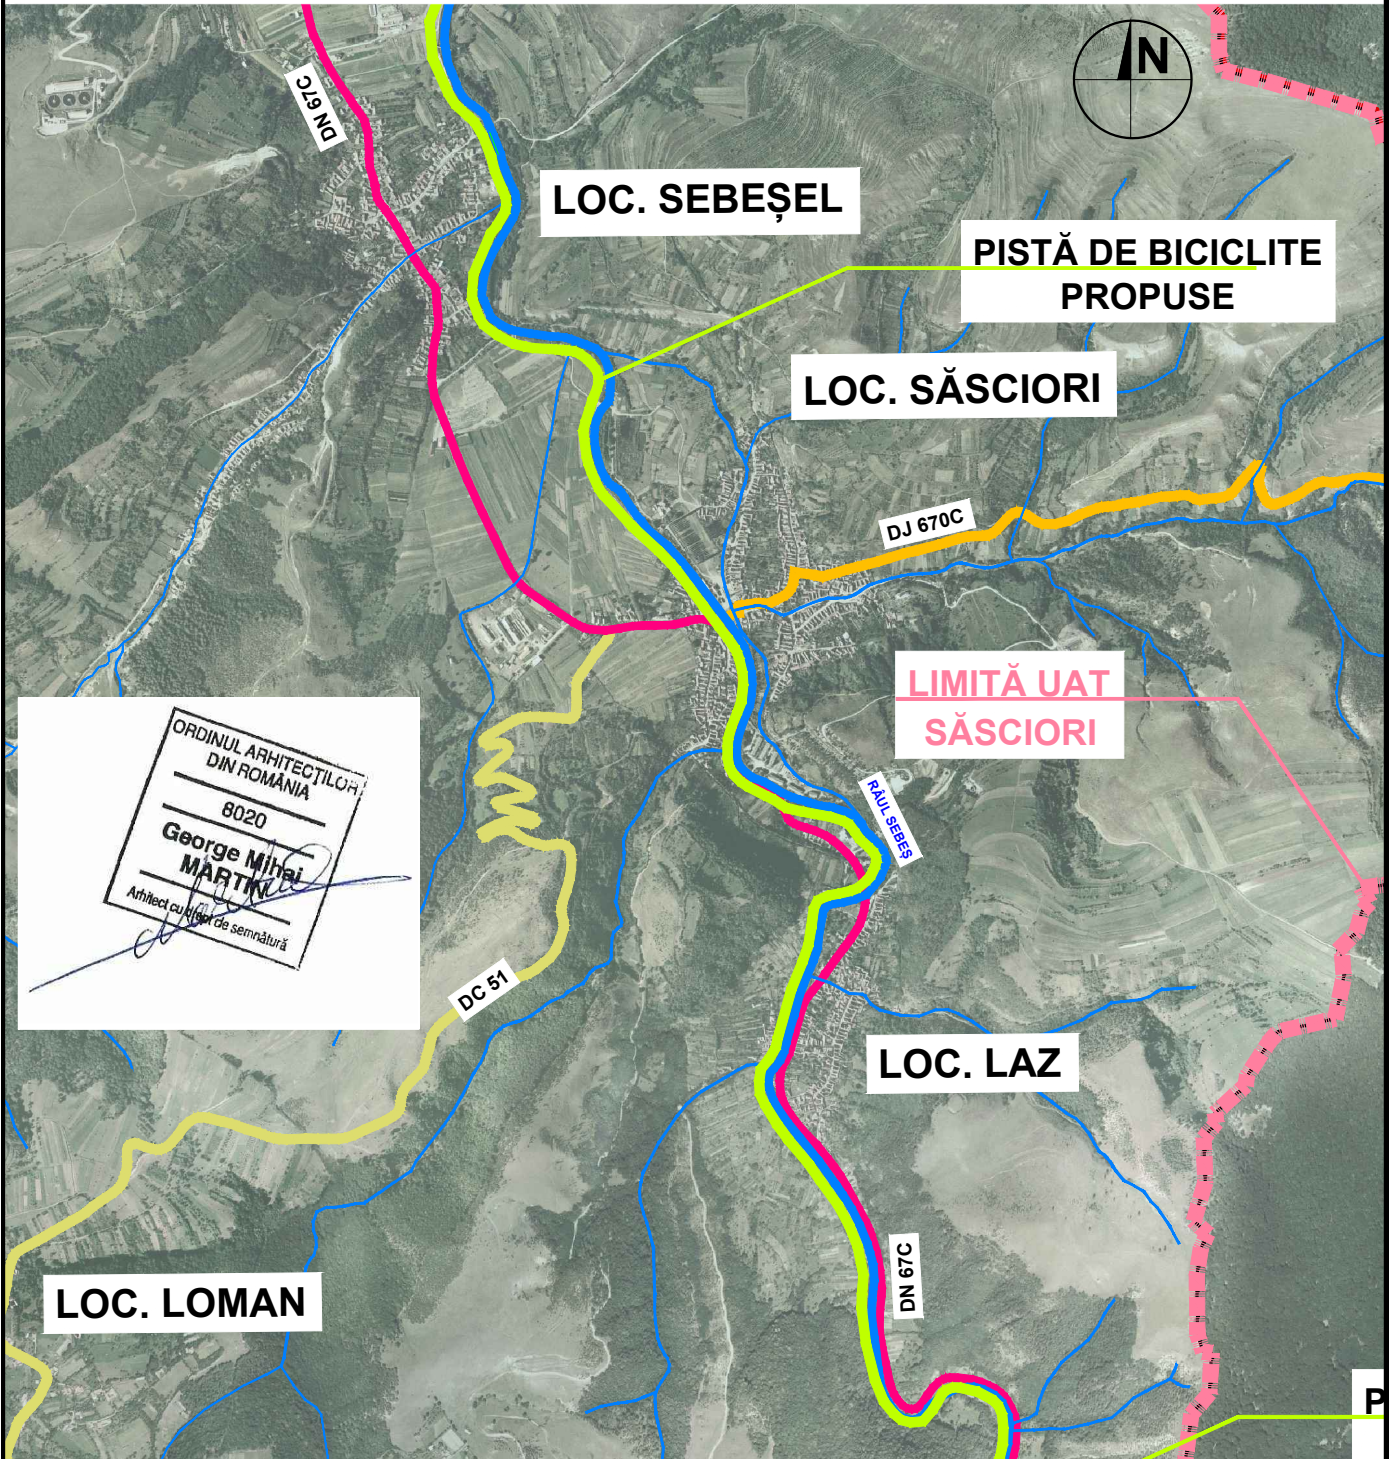 N
DN 67C
LOC. SEBEȘEL
PISTĂ DE BICICLITE
PROPUSE
LOC. SĂSCIORI
DJ 670C
LIMITĂ UAT
SĂSCIORI
ORDINUL ARHITECȚILOR
DIN ROMÂNIA
8020
George Mihai
MARTIN
Arhitect cu drept de semnătură
RÂUL SEBEȘ
DC 51
LOC. LAZ
DN 67C
LOC. LOMAN
P